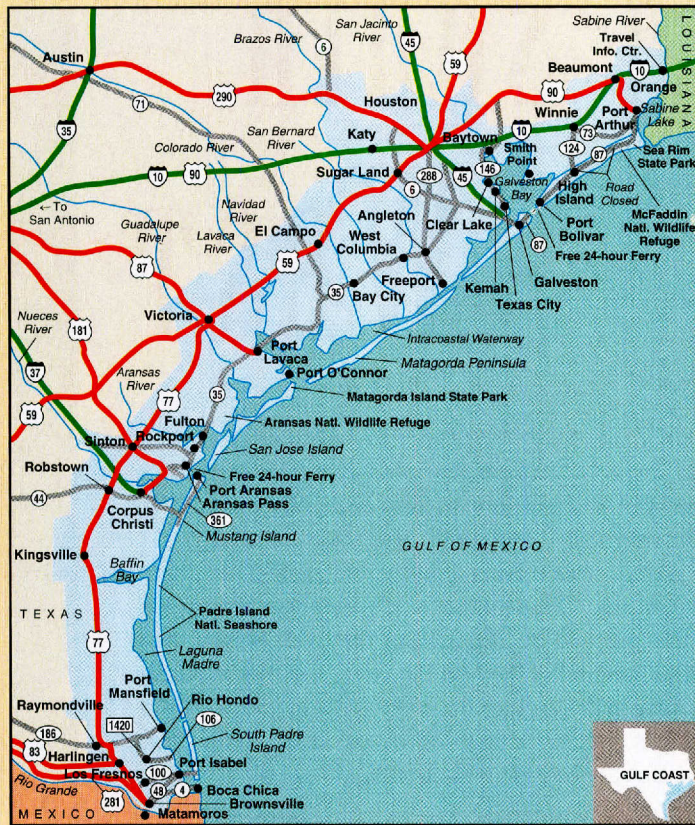 Brazos River
6
San Jacinto River
45
59
Sabine River
LOUISIANA
Travel Info. Ctr.
Austin
Beaumont
10
Orange
290
71
Houston
90
Winnie
Port Arthur
Sabine Lake
35
Colorado River
San Bernard River
Katy
Baytown
10
73
Smith Point
124
87
Sea Rim State Park
10
90
Sugar Land
288
45
146
Galveston Bay
High Island
Road Closed
← To San Antonio
Navidad River
6
Guadalupe River
Lavaca River
El Campo
Angleton
West Columbia
Clear Lake
Port Bolivar
McFaddin Natl. Wildlife Refuge
87
Free 24-hour Ferry
87
59
35
Bay City
Freeport
Kemah
Galveston
Texas City
Nueces River
181
Victoria
Intracoastal Waterway
Port Lavaca
Matagorda Peninsula
37
Port O'Connor
Aransas River
77
Matagorda Island State Park
59
35
Fulton
Aransas Natl. Wildlife Refuge
Sinton
Rockport
San Jose Island
Robstown
Free 24-hour Ferry
Port Aransas
Aransas Pass
44
Corpus Christi
361
Mustang Island
GULF OF MEXICO
Kingsville
Baffin Bay
TEXAS
Padre Island Natl. Seashore
77
Laguna Madre
Port Mansfield
Rio Hondo
Raymondville
1420
106
186
South Padre Island
83
Harlingen
Port Isabel
Los Fresnos
100
Rio Grande
48
4
Boca Chica
281
Brownsville
MEXICO
Matamoros
GULF COAST